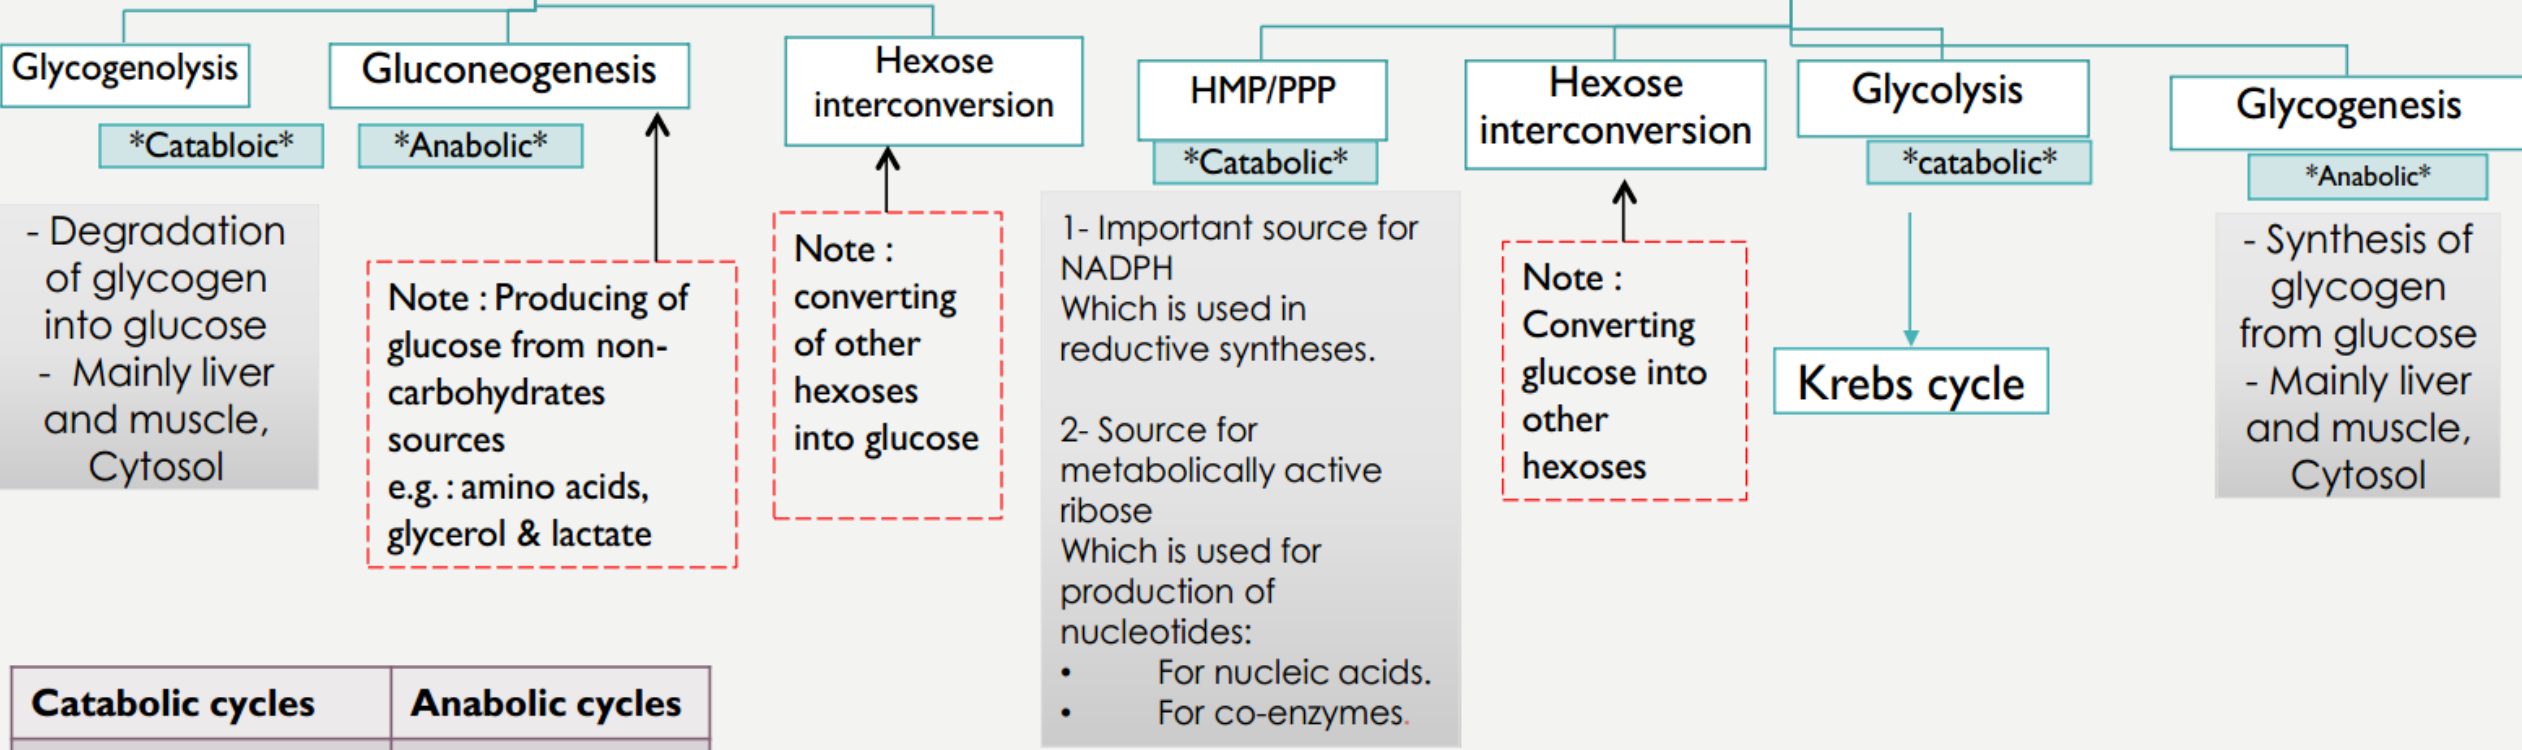 Glycogenolysis
*Catabloic*
- Degradation
of glycogen
into glucose
- Mainly liver
and muscle,
Cytosol
Gluconeogenesis
*Anabolic*
Note : Producing of
glucose from non-
carbohydrates
sources
e.g. : amino acids,
glycerol & lactate
Hexose
interconversion
Note :
converting
of other
hexoses
into glucose
HMP/PPP
*Catabolic*
1- Important source for
NADPH
Which is used in
reductive syntheses.
2- Source for
metabolically active
ribose
Which is used for
production of
nucleotides:
• For nucleic acids.
• For co-enzymes.
Hexose
interconversion
Note :
Converting
glucose into
other
hexoses
Glycolysis
*catabolic*
Krebs cycle
Glycogenesis
*Anabolic*
- Synthesis of
glycogen
from glucose
- Mainly liver
and muscle,
Cytosol
Catabolic cycles
Anabolic cycles